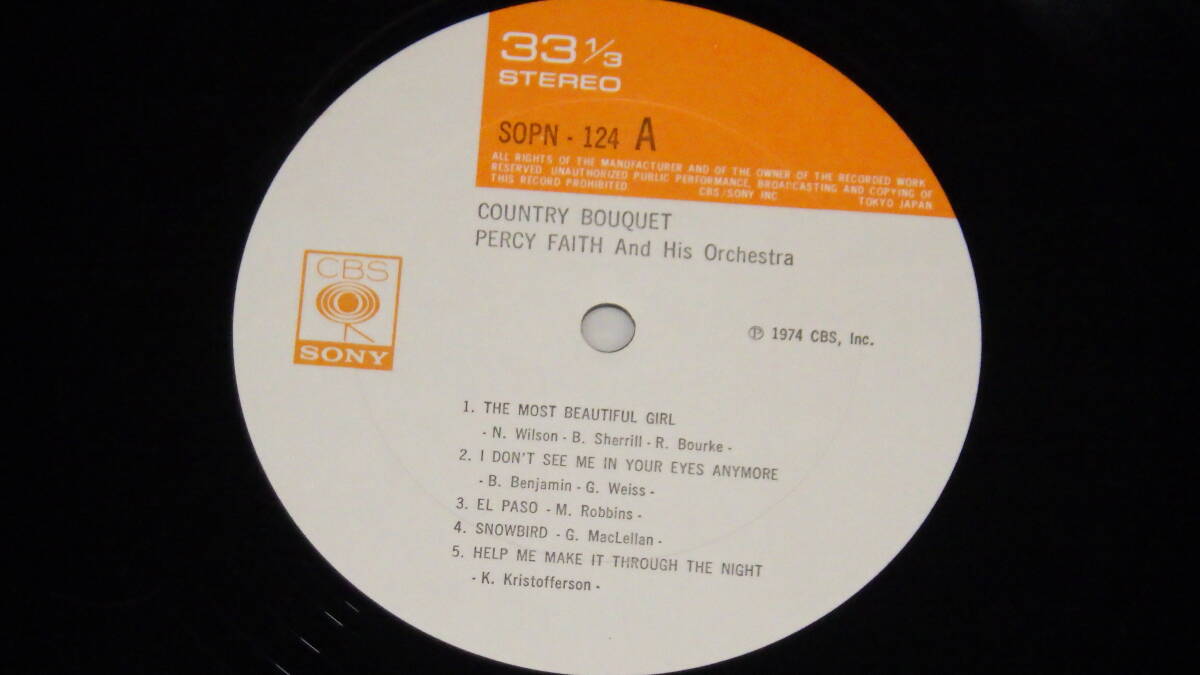 33 1/3
STEREO
SOPN - 124 A
ALL RIGHTS OF THE MANUFACTURER AND OF THE OWNER OF THE RECORDED WORK
RESERVED. UNAUTHORIZED PUBLIC PERFORMANCE, BROADCASTING AND COPYING OF
THIS RECORD PROHIBITED. CBS/SONY INC. TOKYO JAPAN
COUNTRY BOUQUET
PERCY FAITH And His Orchestra
CBS
SONY
℗ 1974 CBS, Inc.
1. THE MOST BEAUTIFUL GIRL
- N. Wilson - B. Sherrill - R. Bourke -
2. I DON'T SEE ME IN YOUR EYES ANYMORE
- B. Benjamin - G. Weiss -
3. EL PASO - M. Robbins -
4. SNOWBIRD - G. MacLellan -
5. HELP ME MAKE IT THROUGH THE NIGHT
- K. Kristofferson -